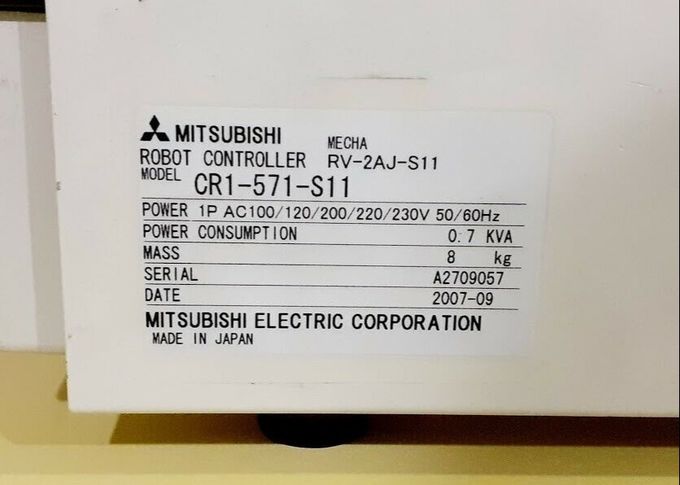 MITSUBISHI MECHA
ROBOT CONTROLLER RV-2AJ-S11
MODEL CR1-571-S11
POWER 1P AC100/120/200/220/230V 50/60Hz
POWER CONSUMPTION 0.7 KVA
MASS 8 kg
SERIAL A2709057
DATE 2007-09
MITSUBISHI ELECTRIC CORPORATION
MADE IN JAPAN